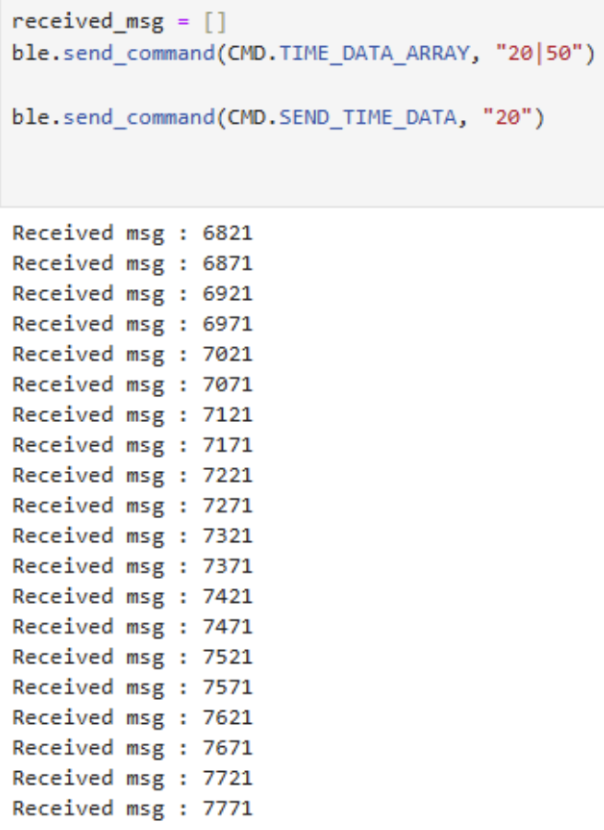 received_msg = []
ble.send_command(CMD.TIME_DATA_ARRAY, "20|50")
ble.send_command(CMD.SEND_TIME_DATA, "20")
Received msg : 6821
Received msg : 6871
Received msg : 6921
Received msg : 6971
Received msg : 7021
Received msg : 7071
Received msg : 7121
Received msg : 7171
Received msg : 7221
Received msg : 7271
Received msg : 7321
Received msg : 7371
Received msg : 7421
Received msg : 7471
Received msg : 7521
Received msg : 7571
Received msg : 7621
Received msg : 7671
Received msg : 7721
Received msg : 7771